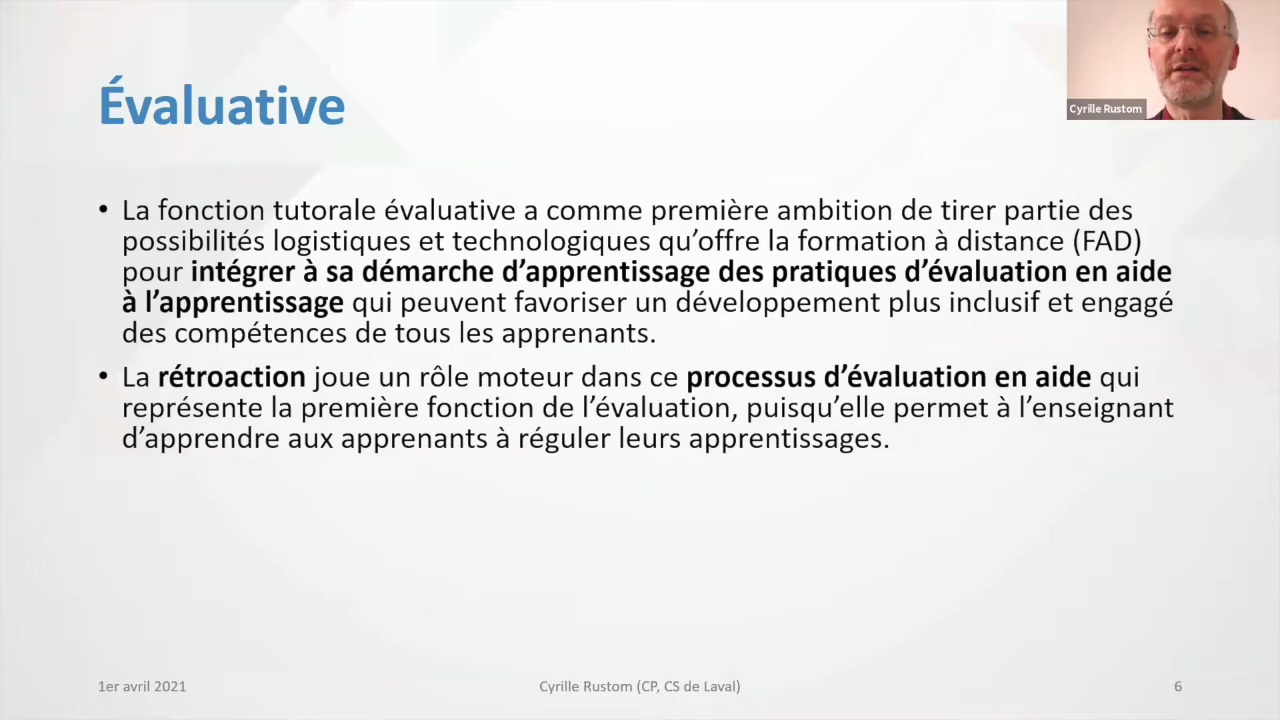 Évaluative
Cyrille Rustom
• La fonction tutorale évaluative a comme première ambition de tirer partie des
possibilités logistiques et technologiques qu’offre la formation à distance (FAD)
pour intégrer à sa démarche d’apprentissage des pratiques d’évaluation en aide
à l’apprentissage qui peuvent favoriser un développement plus inclusif et engagé
des compétences de tous les apprenants.
• La rétroaction joue un rôle moteur dans ce processus d’évaluation en aide qui
représente la première fonction de l’évaluation, puisqu’elle permet à l’enseignant
d’apprendre aux apprenants à réguler leurs apprentissages.
1er avril 2021
Cyrille Rustom (CP, CS de Laval)
6